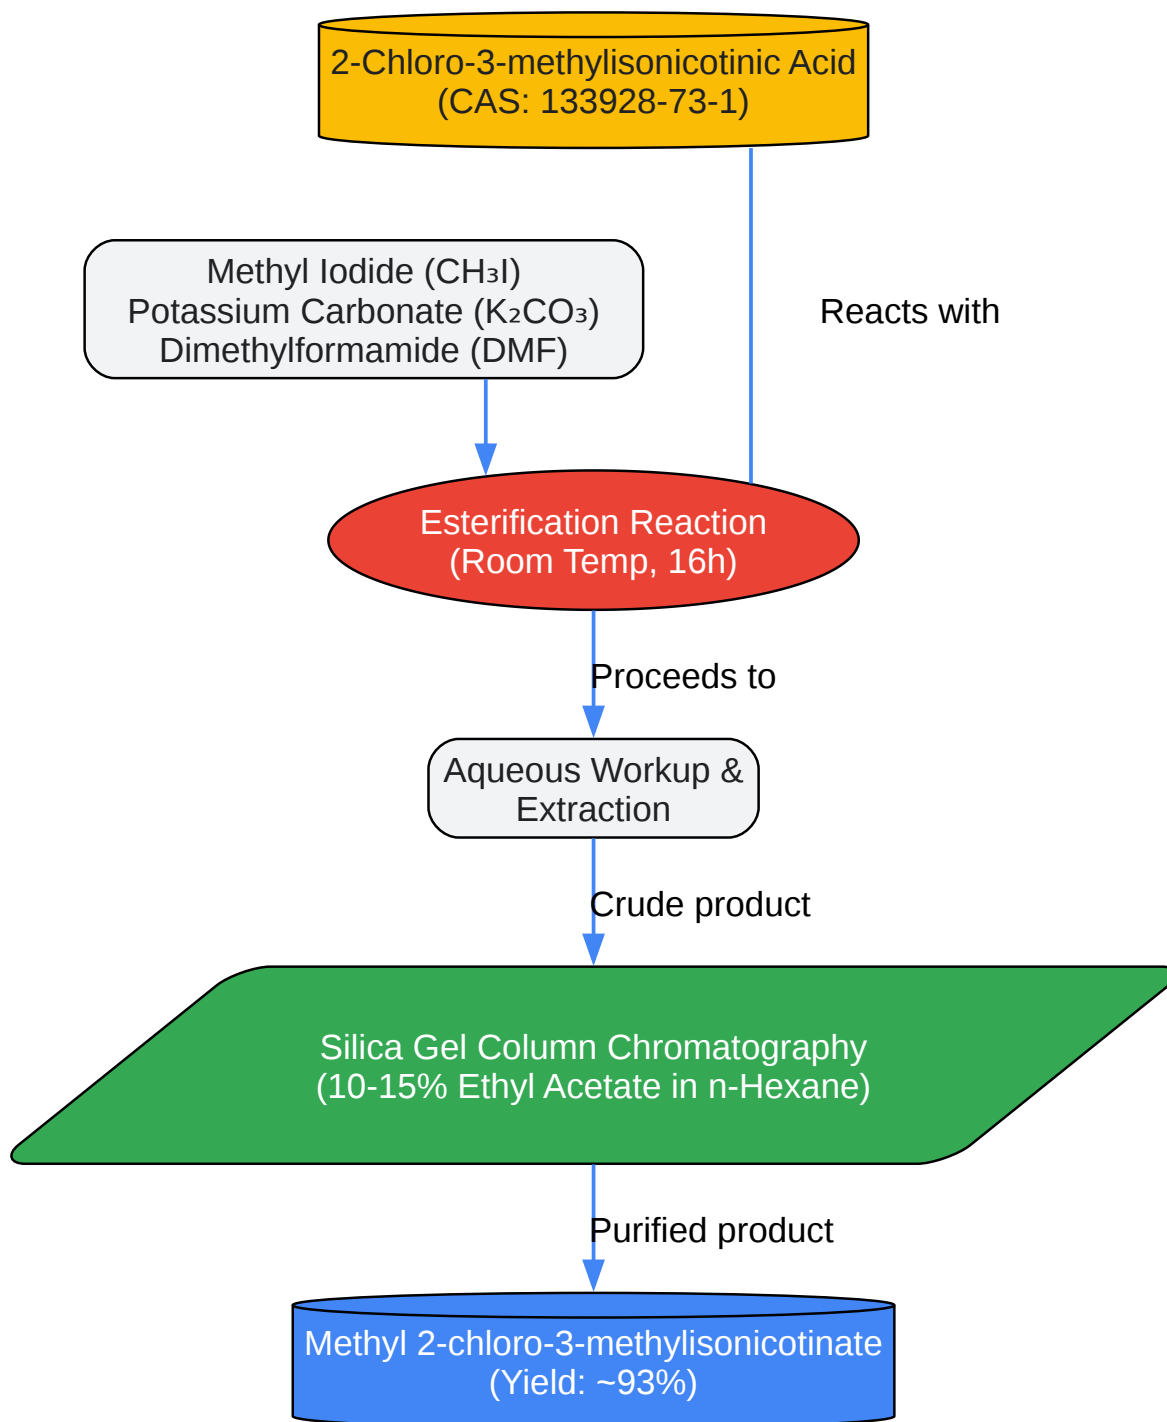 2-Chloro-3-methylisonicotinic Acid
(CAS: 133928-73-1)
Methyl Iodide (CH₃I)
Potassium Carbonate (K₂CO₃)
Dimethylformamide (DMF)
Reacts with
Esterification Reaction
(Room Temp, 16h)
Proceeds to
Aqueous Workup &
Extraction
Crude product
Silica Gel Column Chromatography
(10-15% Ethyl Acetate in n-Hexane)
Purified product
Methyl 2-chloro-3-methylisonicotinate
(Yield: ~93%)